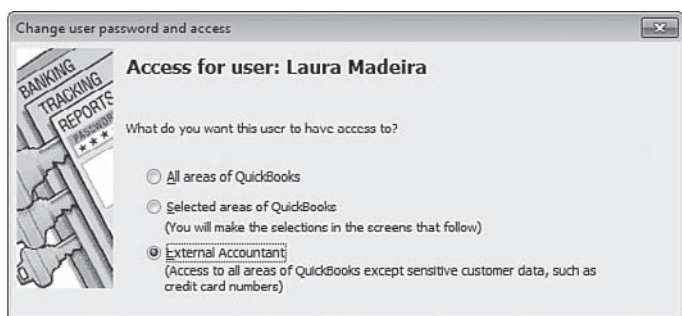 Change user password and access
BANKING
TRACKING
REPORTS
PASSWORD
***
Access for user: Laura Madeira
What do you want this user to have access to?
All areas of QuickBooks
Selected areas of QuickBooks
(You will make the selections in the screens that follow)
External Accountant
(Access to all areas of QuickBooks except sensitive customer data, such as
credit card numbers)